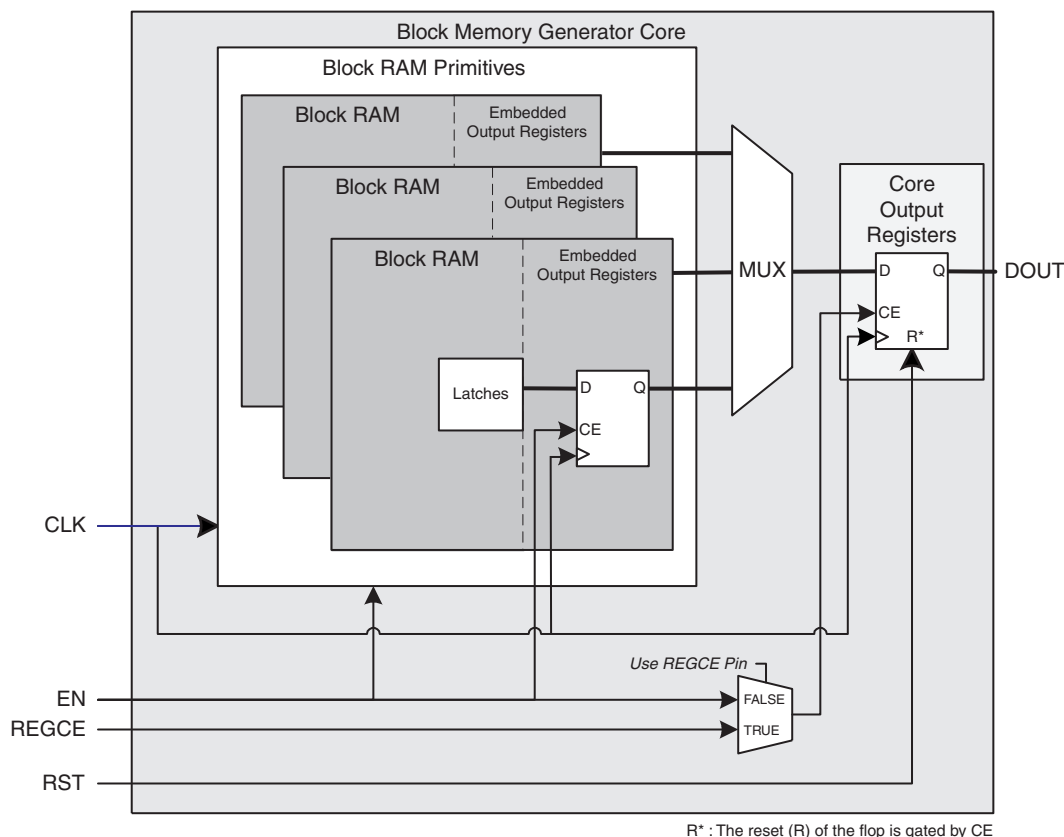 Block Memory Generator Core
Block RAM Primitives
Block RAM
Embedded
Output Registers
Block RAM
Embedded
Output Registers
Block RAM
Embedded
Output Registers
Latches
D
Q
CE
MUX
Core
Output
Registers
D
Q
CE
R*
DOUT
CLK
EN
REGCE
RST
Use REGCE Pin
FALSE
TRUE
R* : The reset (R) of the flop is gated by CE